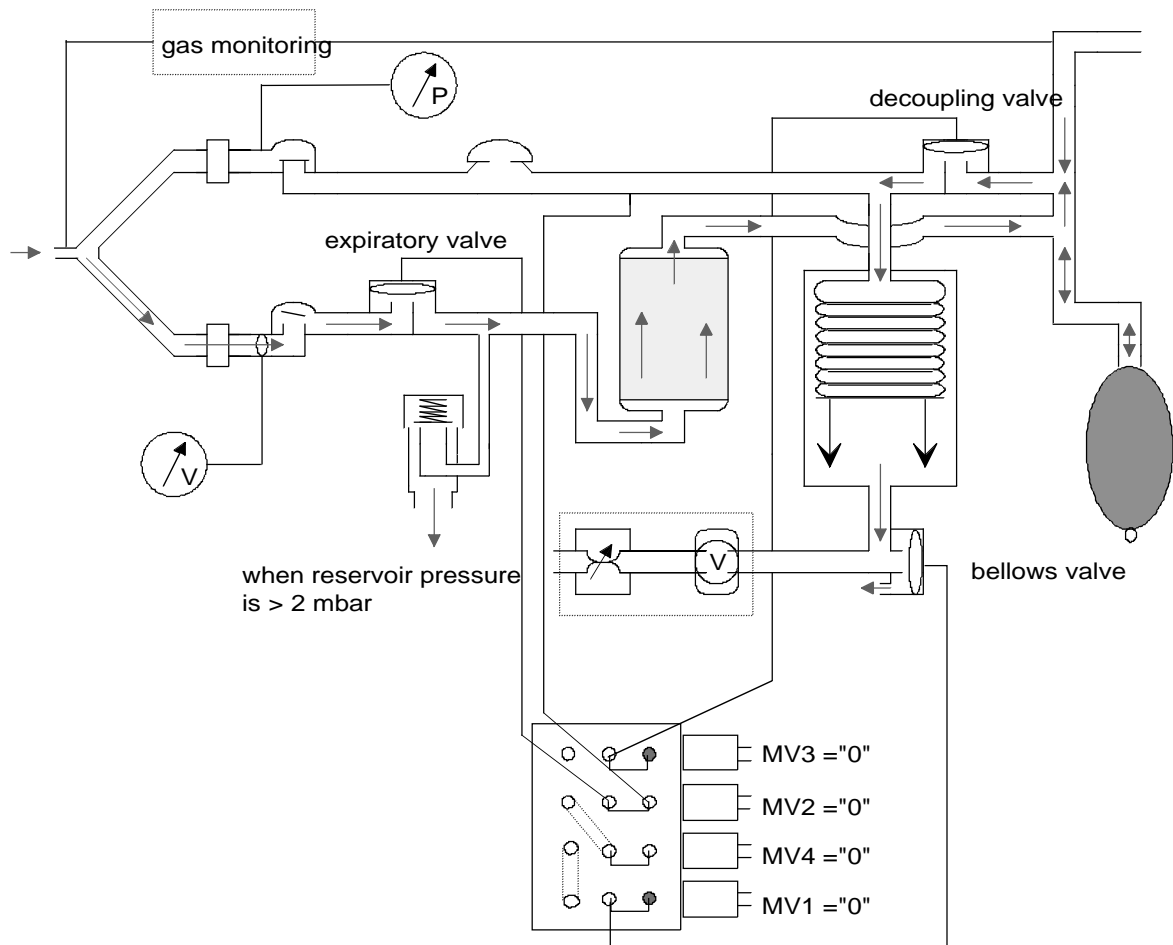 gas monitoring
P
decoupling valve
expiratory valve
V
when reservoir pressure
is > 2 mbar
V
bellows valve
MV3 ="0"
MV2 ="0"
MV4 ="0"
MV1 ="0"